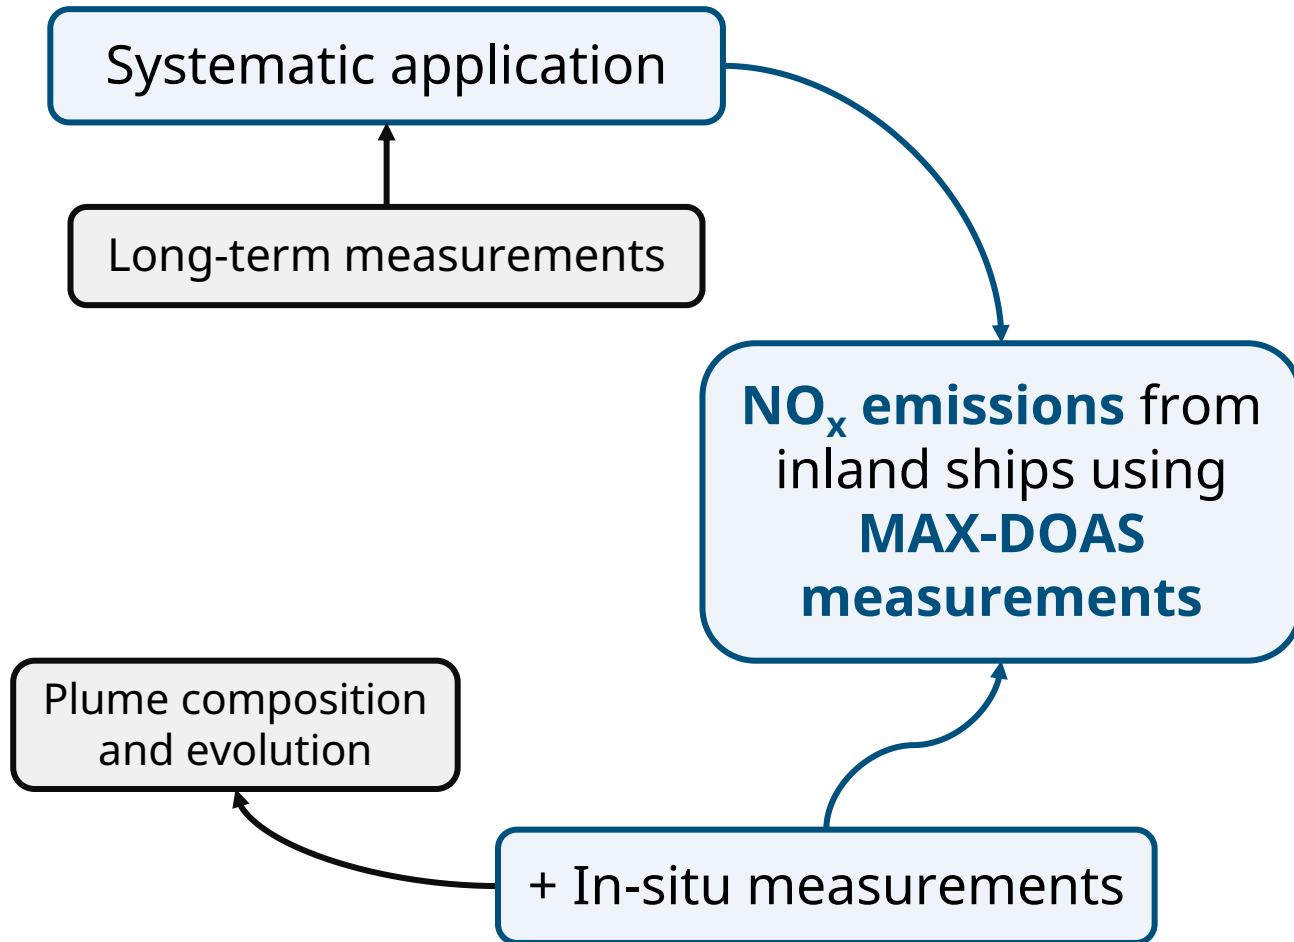 Systematic application
Long-term measurements
NOₓ emissions from
inland ships using
MAX-DOAS
measurements
Plume composition
and evolution
+ In-situ measurements